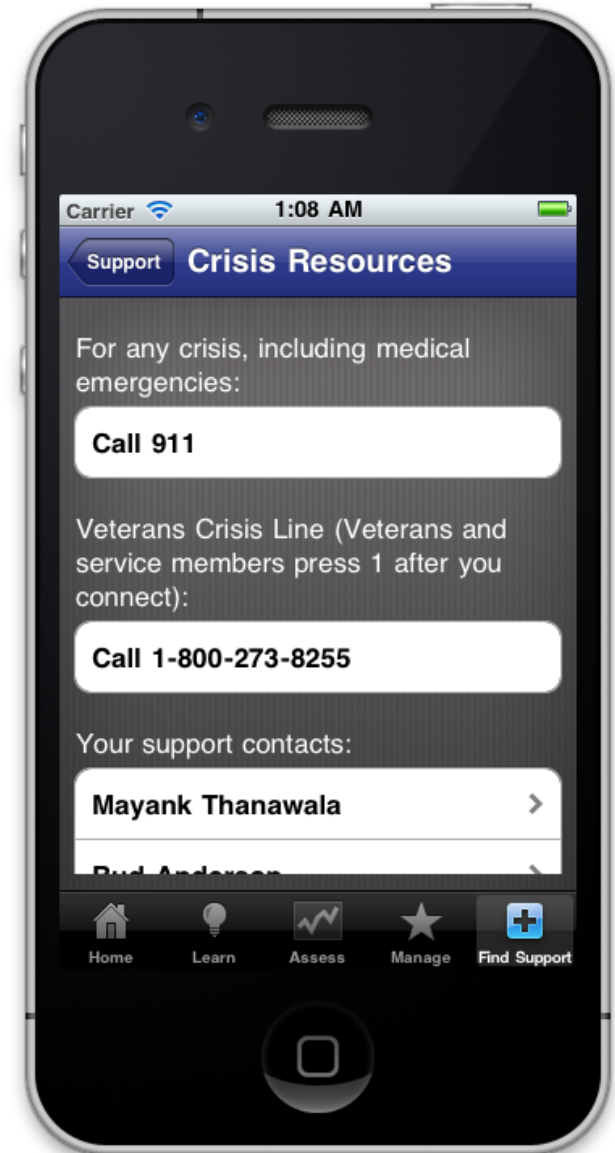 Carrier 1:08 AM
Support Crisis Resources
For any crisis, including medical
emergencies:
Call 911
Veterans Crisis Line (Veterans and
service members press 1 after you
connect):
Call 1-800-273-8255
Your support contacts:
Mayank Thanawala
Bud Anderson
Home Learn Assess Manage Find Support